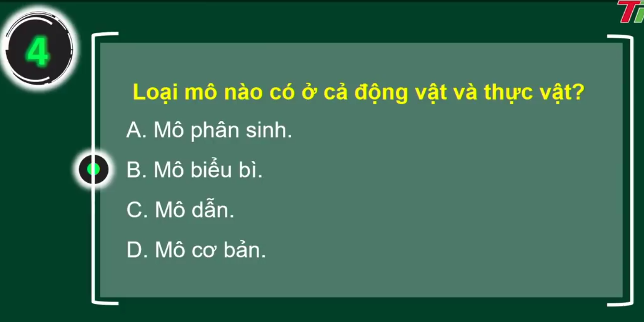 4
Loại mô nào có ở cả động vật và thực vật?
A. Mô phân sinh.
B. Mô biểu bì.
C. Mô dẫn.
D. Mô cơ bản.